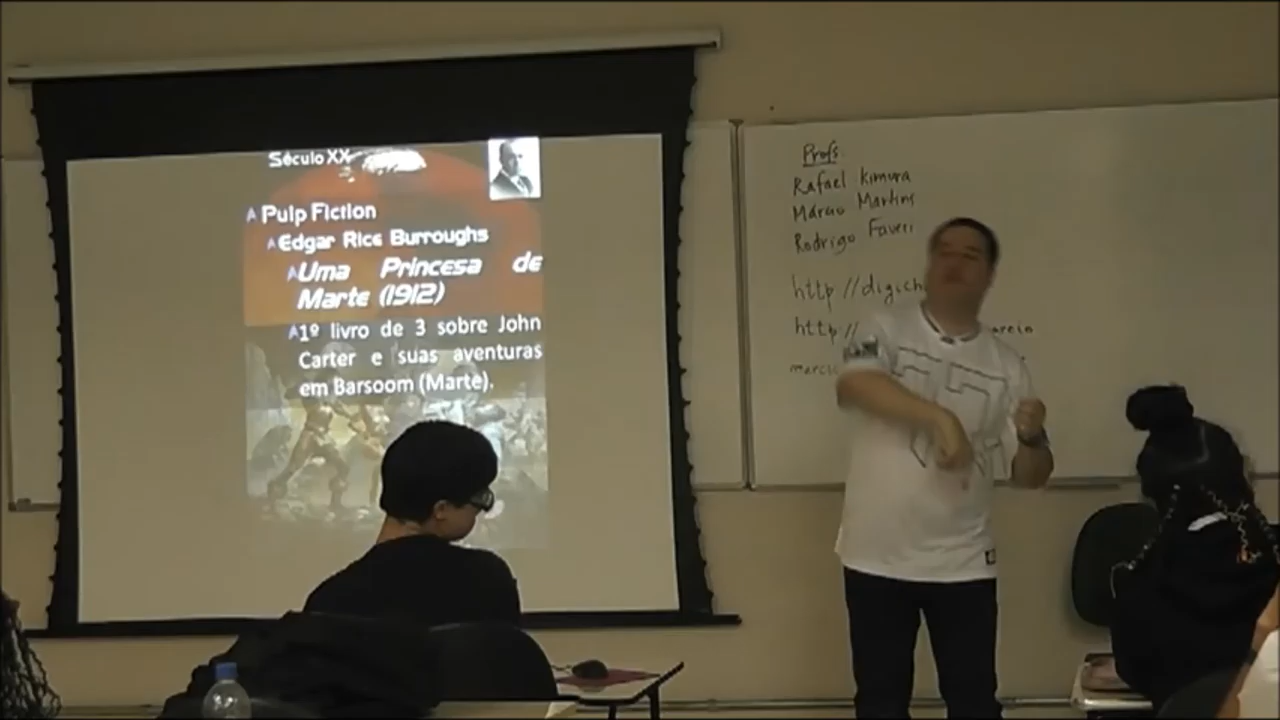 Século XX
Pulp Fiction
Edgar Rice Burroughs
Uma Princesa de
Marte (1912)
1º livro de 3 sobre John
Carter e suas aventuras
em Barsoom (Marte).
Profs.
Rafael Kimura
Márcio Martins
Rodrigo
http://digich
http://